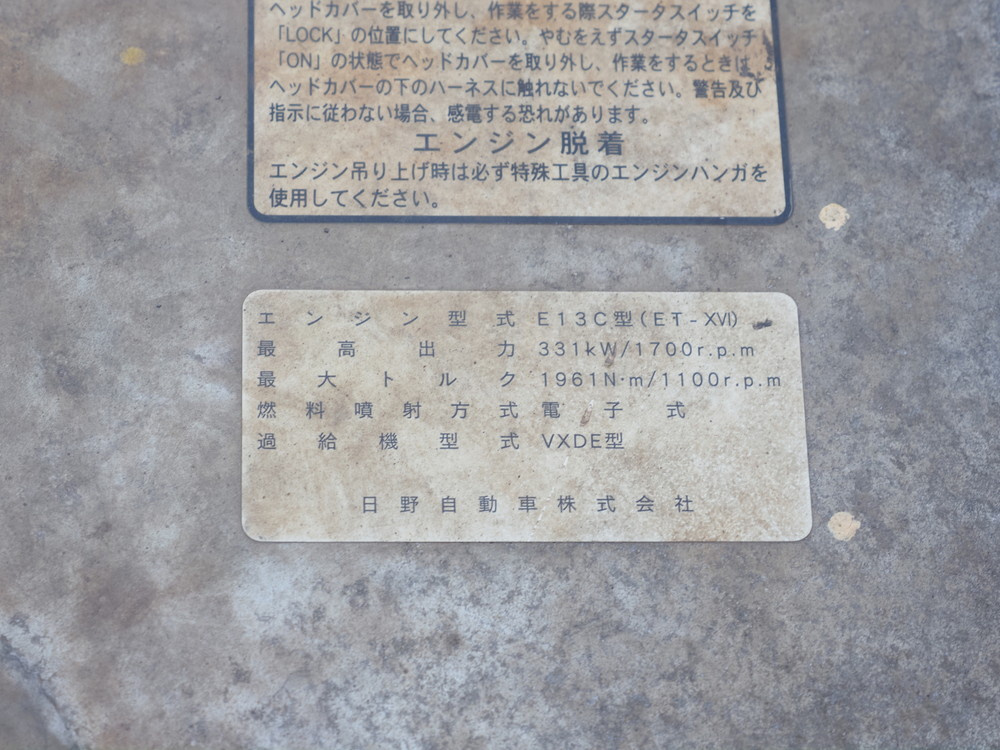 ヘッドカバーを取り外し、作業をする際スタータスイッチを
「LOCK」の位置にしてください。やむをえずスタータスイッチ
「ON」の状態でヘッドカバーを取り外し、作業をするときは、
ヘッドカバーの下のハーネスに触れないでください。警告及び
指示に従わない場合、感電する恐れがあります。
エンジン脱着
エンジン吊り上げ時は必ず特殊工具のエンジンハンガを
使用してください。
エンジン型式 E13C型(ET-XVI)
最高出力 331kW/1700r.p.m
最大トルク 1961N·m/1100r.p.m
燃料噴射方式 電子式
過給機型式 VXDE型
日野自動車株式会社